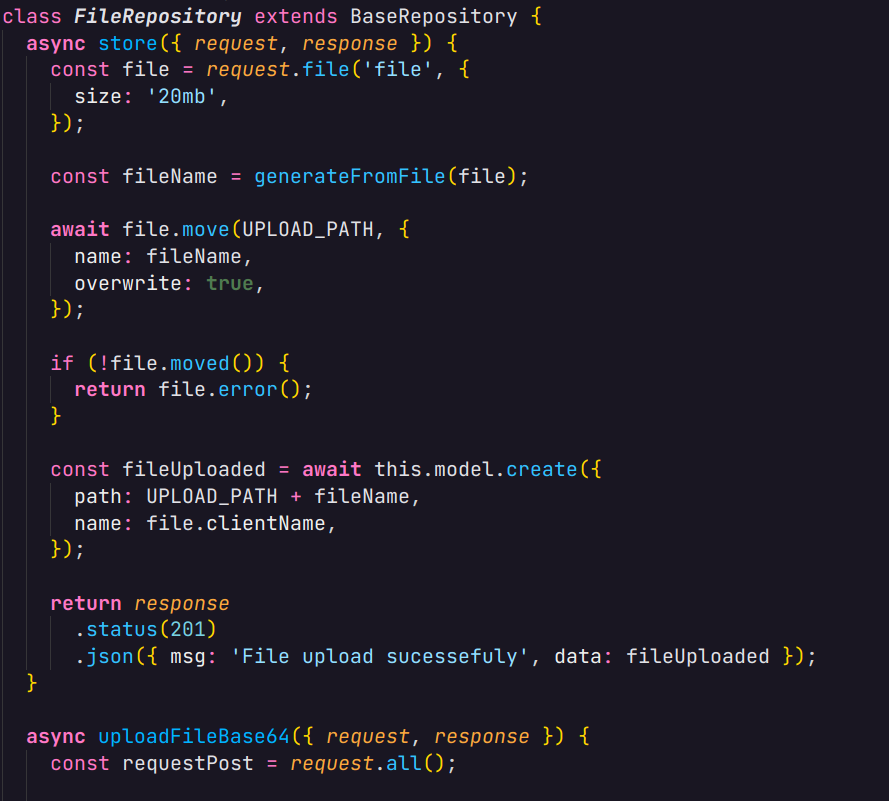 class FileRepository extends BaseRepository {
  async store({ request, response }) {
    const file = request.file('file', {
      size: '20mb',
    });

    const fileName = generateFromFile(file);

    await file.move(UPLOAD_PATH, {
      name: fileName,
      overwrite: true,
    });

    if (!file.moved()) {
      return file.error();
    }

    const fileUploaded = await this.model.create({
      path: UPLOAD_PATH + fileName,
      name: file.clientName,
    });

    return response
      .status(201)
      .json({ msg: 'File upload sucessefuly', data: fileUploaded });
  }

  async uploadFileBase64({ request, response }) {
    const requestPost = request.all();